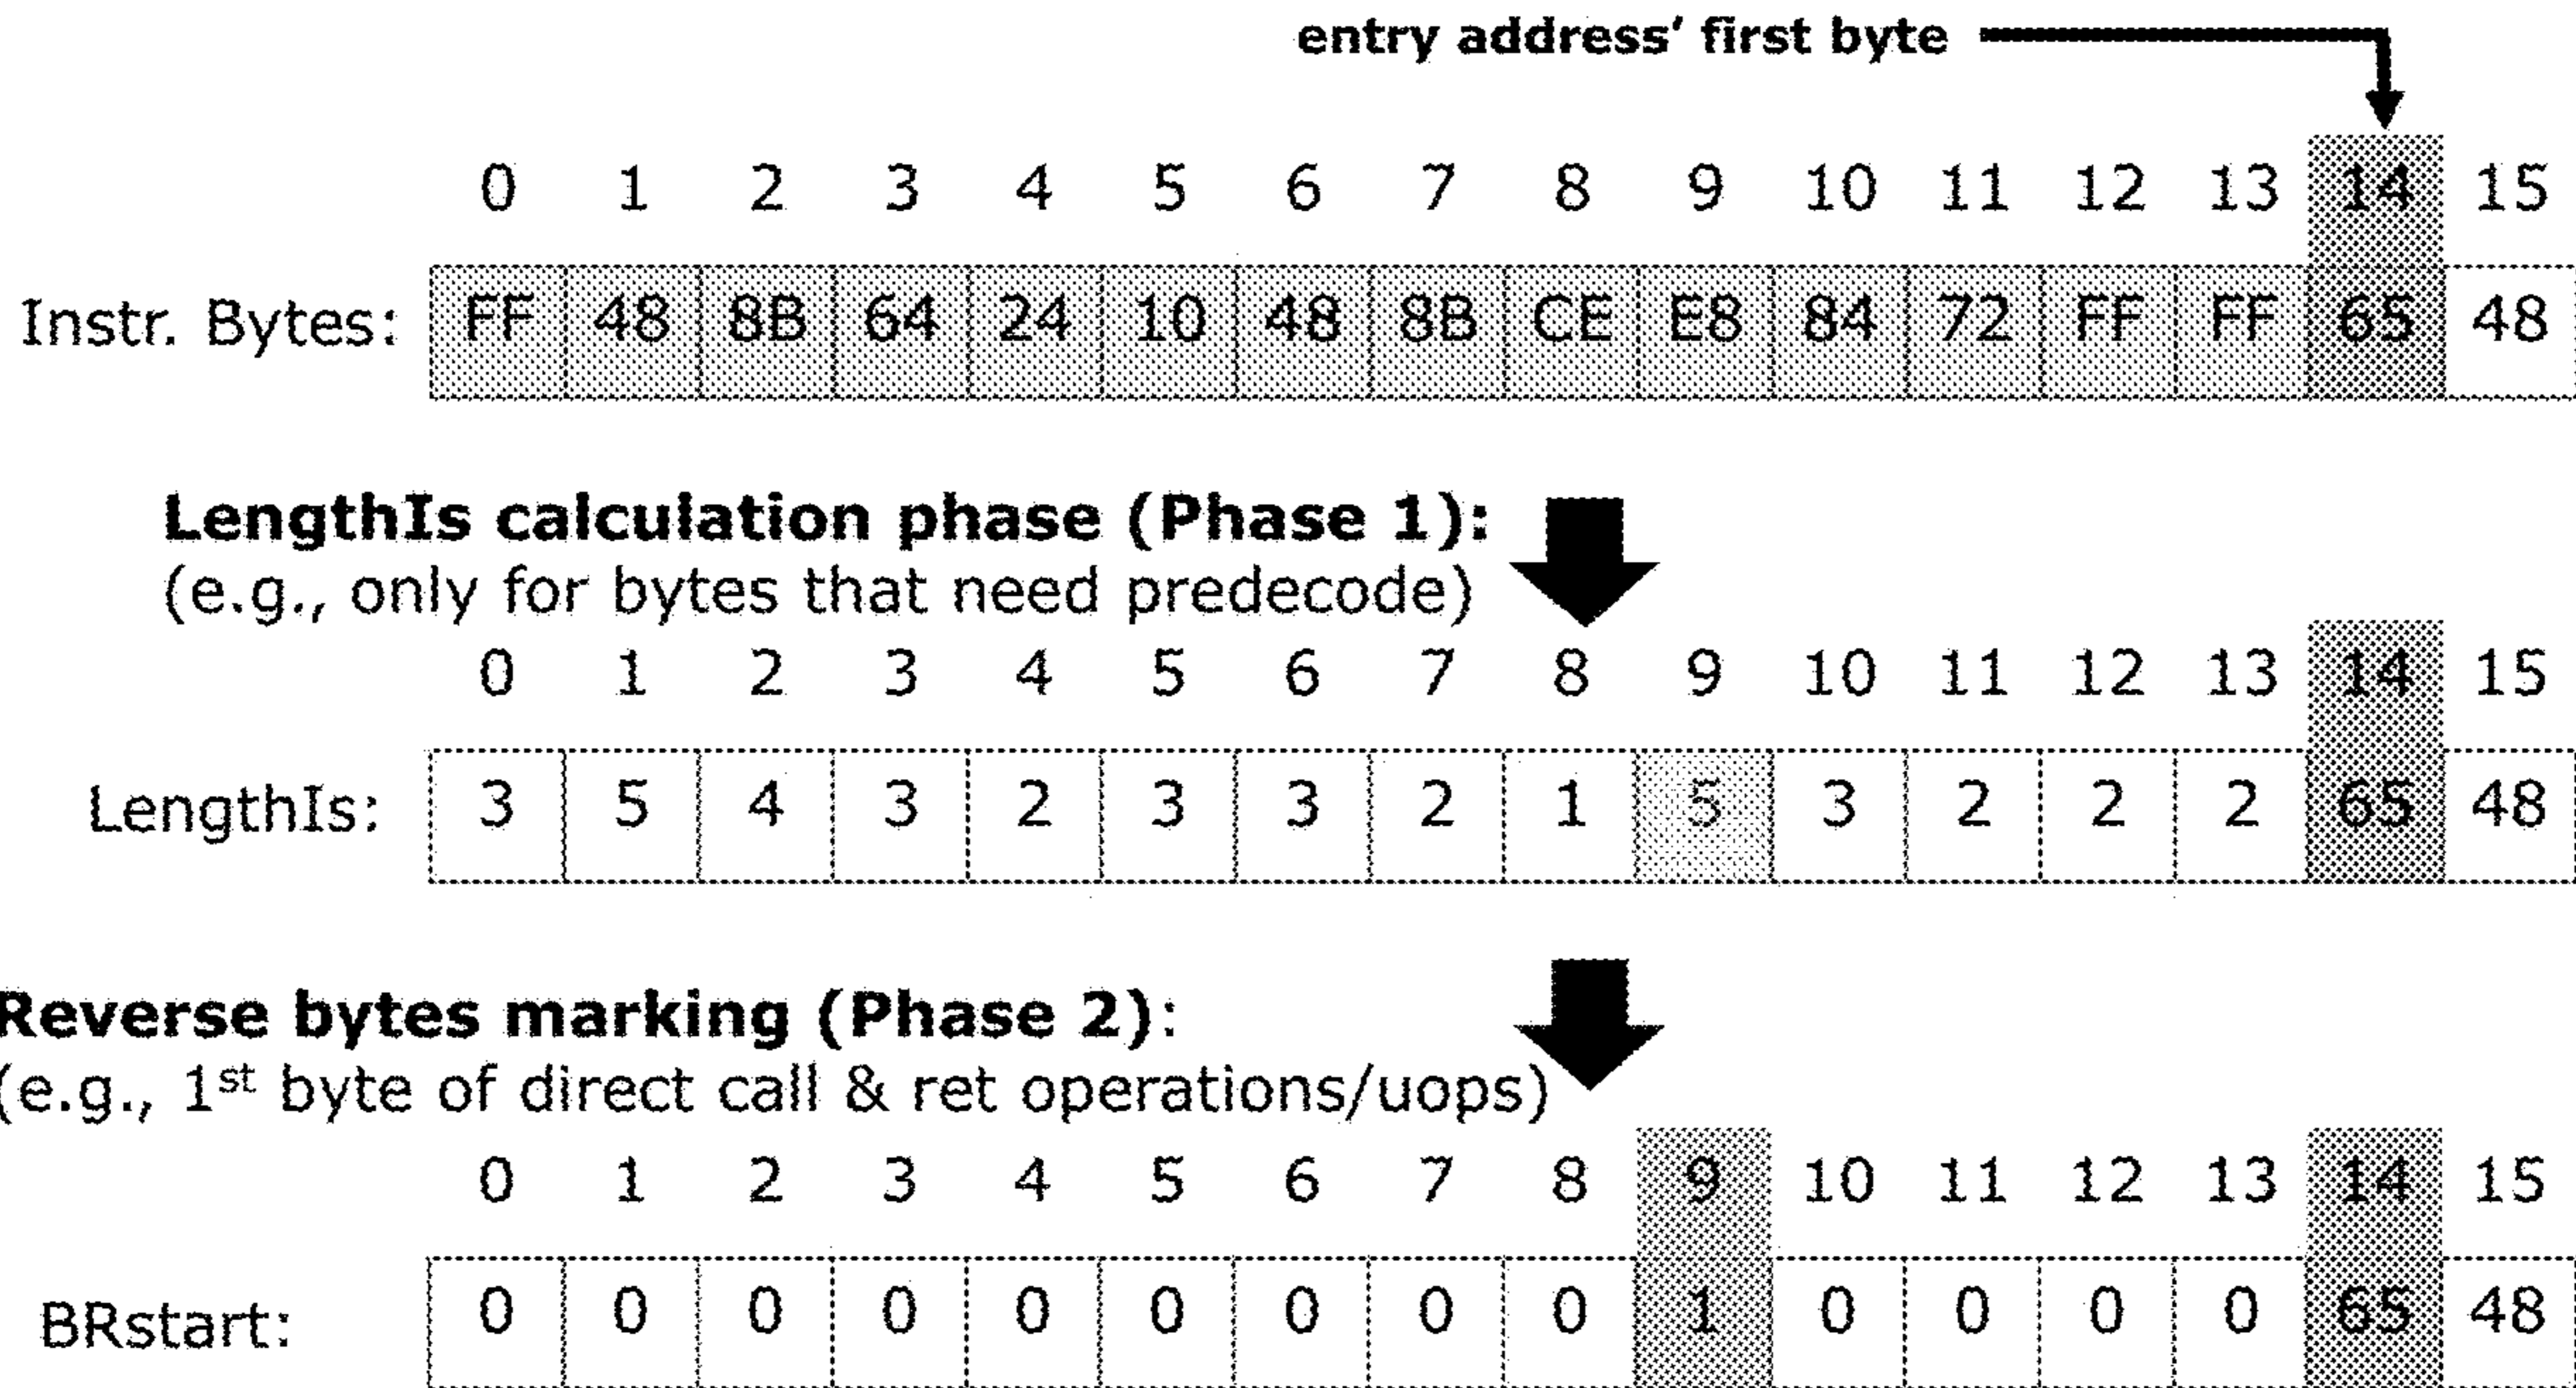 entry address' first byte
0 1 2 3 4 5 6 7 8 9 10 11 12 13 14 15
Instr. Bytes: FF 48 8B 64 24 10 48 8B CE E8 84 72 FF FF 65 48
LengthIs calculation phase (Phase 1):
(e.g., only for bytes that need predecode)
0 1 2 3 4 5 6 7 8 9 10 11 12 13 14 15
LengthIs: 3 5 4 3 2 3 3 2 1 5 3 2 2 2 65 48
Reverse bytes marking (Phase 2):
(e.g., 1st byte of direct call & ret operations/uops)
0 1 2 3 4 5 6 7 8 9 10 11 12 13 14 15
BRstart: 0 0 0 0 0 0 0 0 0 1 0 0 0 0 65 48